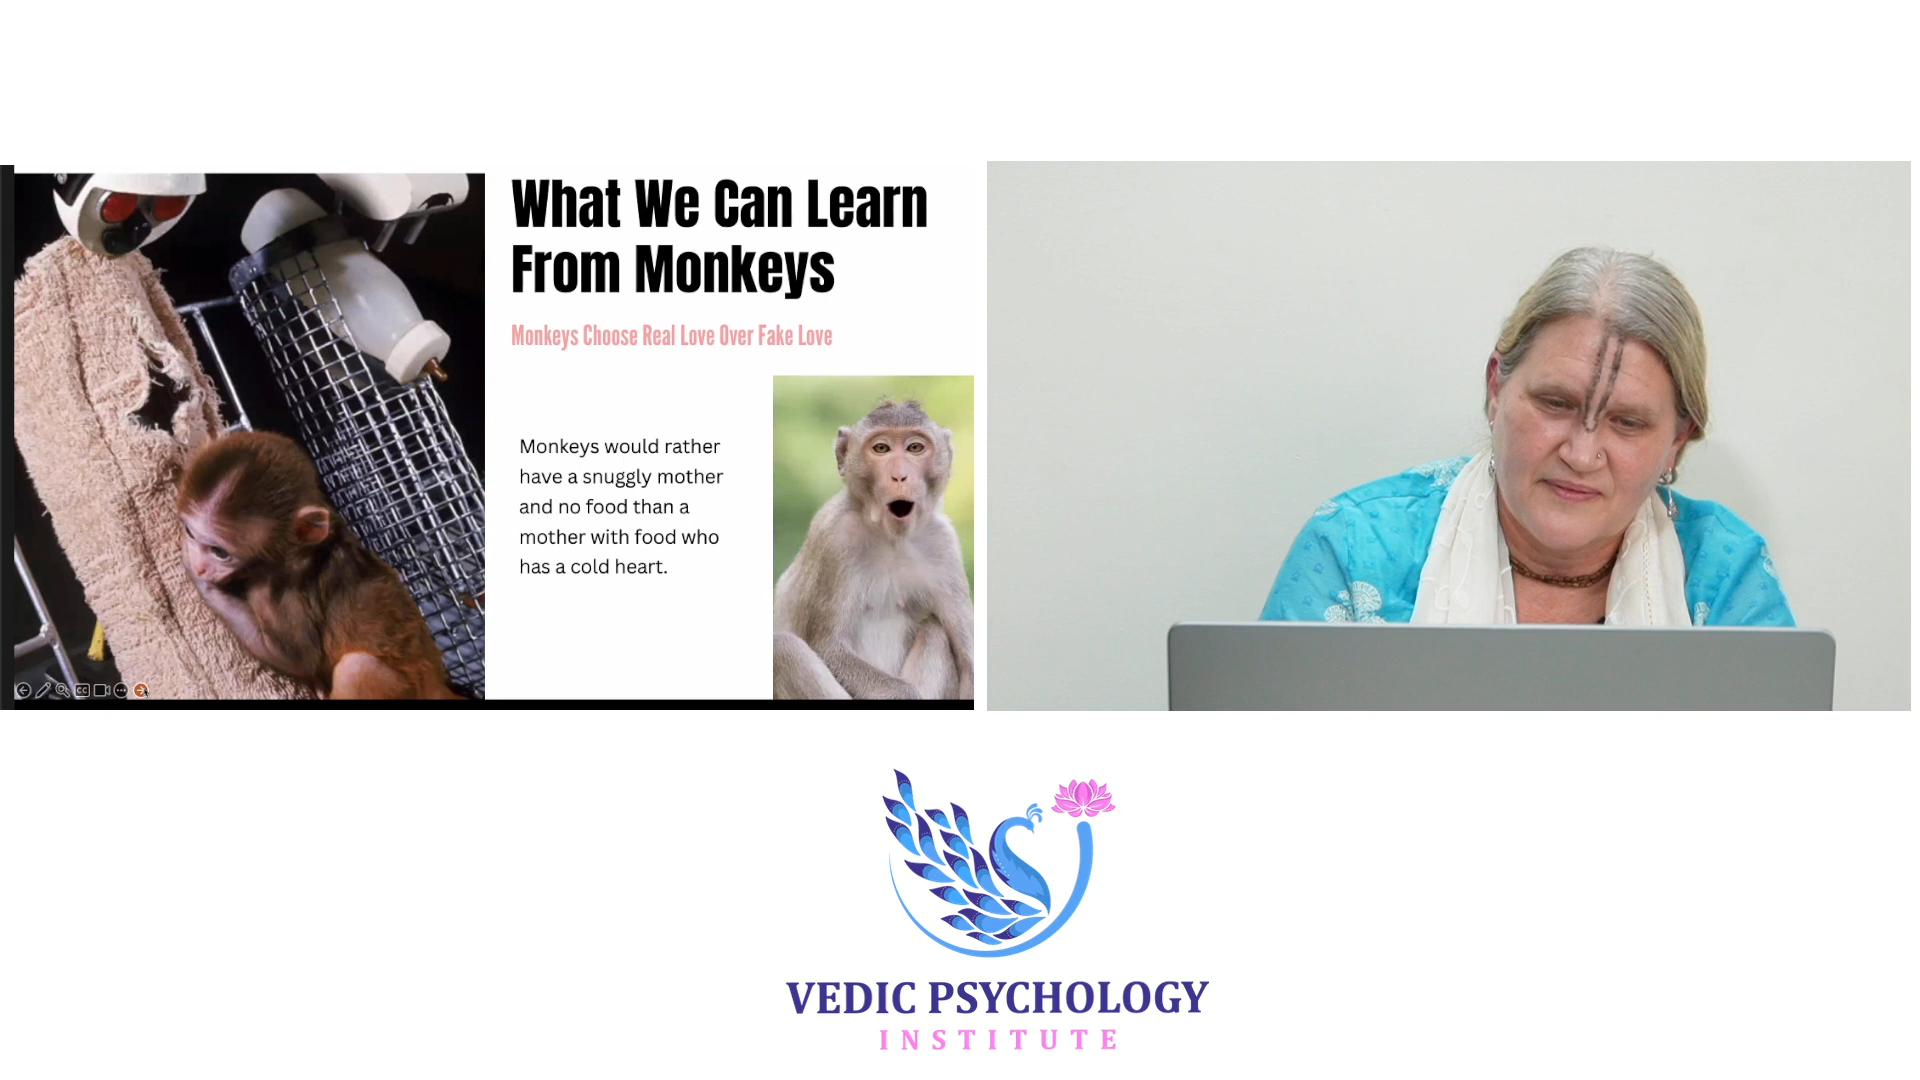 What We Can Learn
From Monkeys
Monkeys Choose Real Love Over Fake Love
Monkeys would rather
have a snuggly mother
and no food than a
mother with food who
has a cold heart.
CC
VEDIC PSYCHOLOGY
INSTITUTE